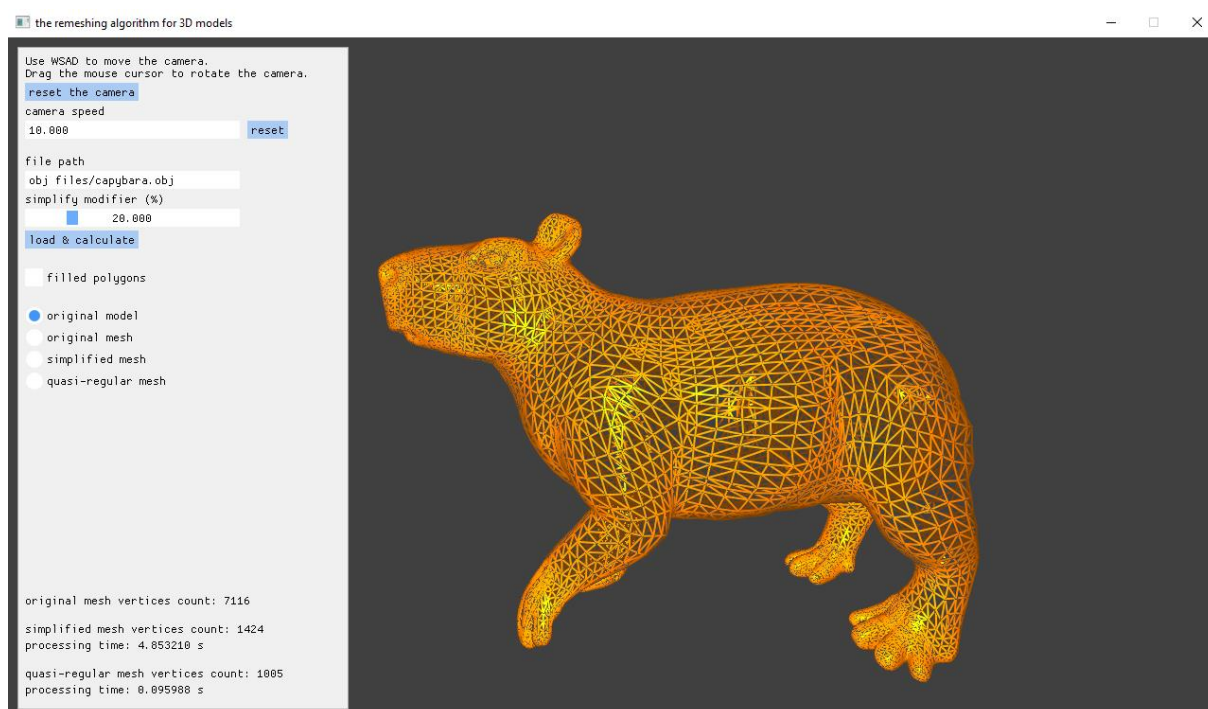 the remeshing algorithm for 3D models
Use WSAD to move the camera.
Drag the mouse cursor to rotate the camera.
reset the camera
camera speed
10.000 reset
file path
obj files/capybara.obj
simplify modifier (%)
20.000
load & calculate
filled polygons
original model
original mesh
simplified mesh
quasi-regular mesh
original mesh vertices count: 7116
simplified mesh vertices count: 1424
processing time: 4.853210 s
quasi-regular mesh vertices count: 1005
processing time: 0.095988 s